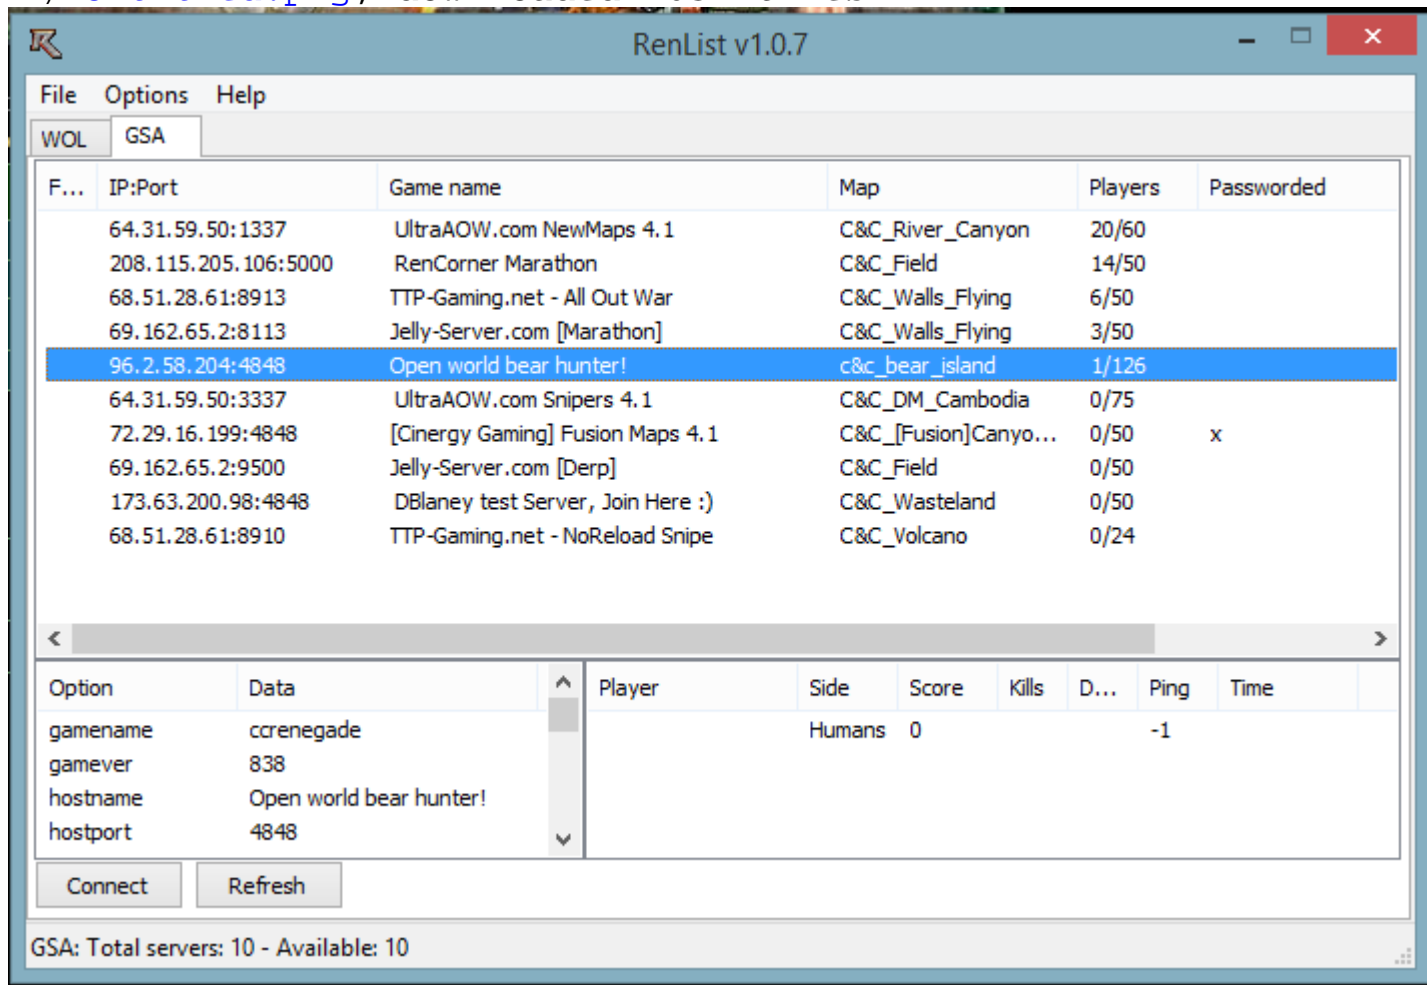 RenList v1.0.7
File Options Help
WOL GSA
F... IP:Port Game name Map Players Passworded
64.31.59.50:1337 UltraAOW.com NewMaps 4.1 C&C_River_Canyon 20/60
208.115.205.106:5000 RenCorner Marathon C&C_Field 14/50
68.51.28.61:8913 TTP-Gaming.net - All Out War C&C_Walls_Flying 6/50
69.162.65.2:8113 Jelly-Server.com [Marathon] C&C_Walls_Flying 3/50
96.2.58.204:4848 Open world bear hunter! c&c_bear_island 1/126
64.31.59.50:3337 UltraAOW.com Snipers 4.1 C&C_DM_Cambodia 0/75
72.29.16.199:4848 [Cinergy Gaming] Fusion Maps 4.1 C&C_[Fusion]Canyo... 0/50 x
69.162.65.2:9500 Jelly-Server.com [Derp] C&C_Field 0/50
173.63.200.98:4848 DBlaney test Server, Join Here :) C&C_Wasteland 0/50
68.51.28.61:8910 TTP-Gaming.net - NoReload Snipe C&C_Volcano 0/24
Option Data Player Side Score Kills D... Ping Time
gamename ccrenegade Humans 0 -1
gamever 838
hostname Open world bear hunter!
hostport 4848
Connect Refresh
GSA: Total servers: 10 - Available: 10